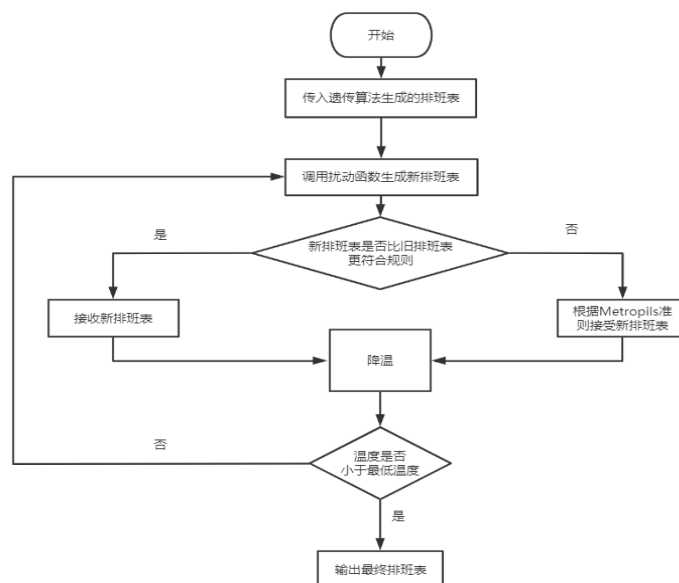 开始
传入遗传算法生成的排班表
调用扰动函数生成新排班表
是
新排班表是否比旧排班表
更符合规则
否
接收新排班表
根据Metropils准
则接受新排班表
降温
否
温度是否
小于最低温度
是
输出最终排班表